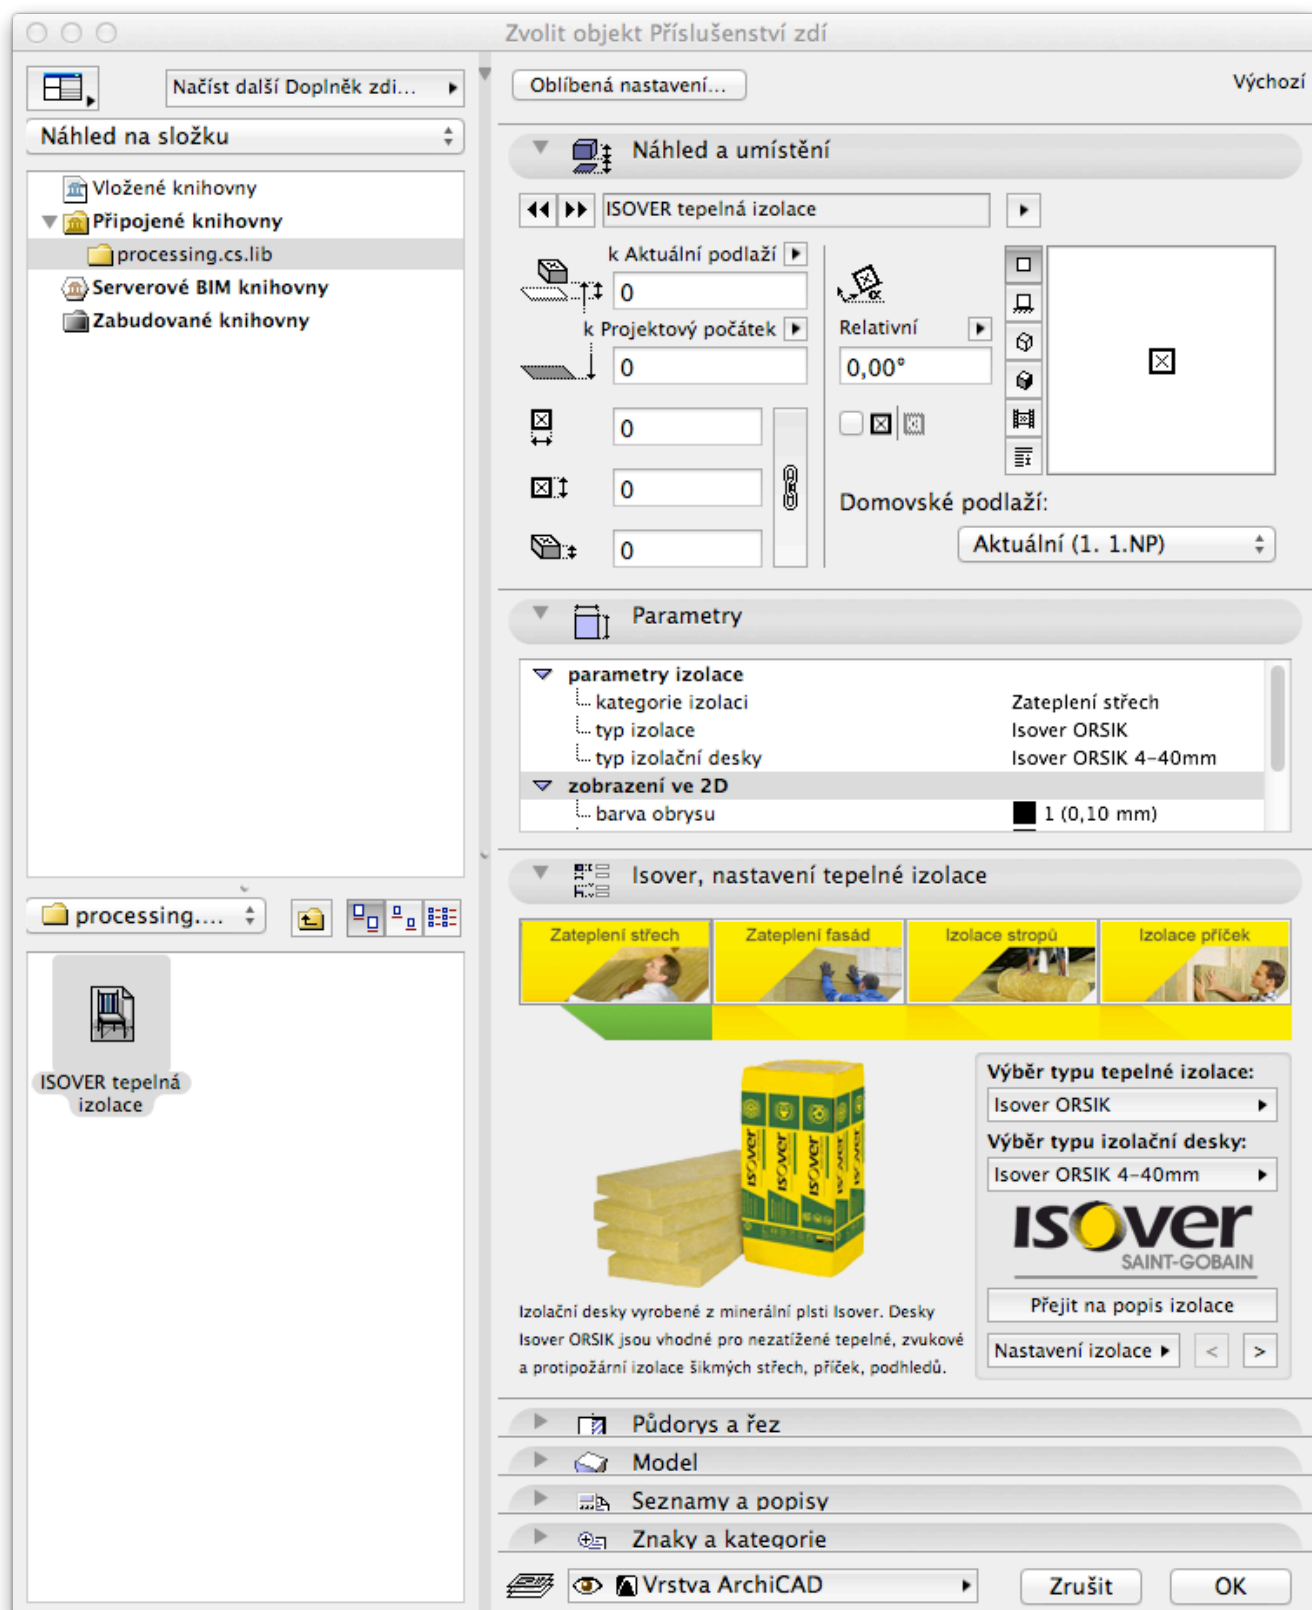 Zvolit objekt Příslušenství zdí
Načíst další Doplněk zdi...
Náhled na složku
Vložené knihovny
Připojené knihovny
processing.cs.lib
Serverové BIM knihovny
Zabudované knihovny
processing....
ISOVER tepelná
izolace
Oblíbená nastavení...
Výchozí
Náhled a umístění
ISOVER tepelná izolace
k Aktuální podlaží
0
k Projektový počátek
0
0
0
0
α
Relativní
0,00°
Domovské podlaží:
Aktuální (1. 1.NP)
Parametry
parametry izolace
kategorie izolaci Zateplení střech
typ izolace Isover ORSIK
typ izolační desky Isover ORSIK 4-40mm
zobrazení ve 2D
barva obrysu 1 (0,10 mm)
Isover, nastavení tepelné izolace
Zateplení střech Zateplení fasád Izolace stropů Izolace příček
isover isover isover
Výběr typu tepelné izolace:
Isover ORSIK
Výběr typu izolační desky:
Isover ORSIK 4-40mm
isover
SAINT-GOBAIN
Přejit na popis izolace
Nastavení izolace < >
Izolační desky vyrobené z minerální plsti Isover. Desky
Isover ORSIK jsou vhodné pro nezatížené tepelné, zvukové
a protipožární izolace šikmých střech, příček, podhledů.
Půdorys a řez
Model
Seznamy a popisy
Znaky a kategorie
Vrstva ArchiCAD
Zrušit
OK